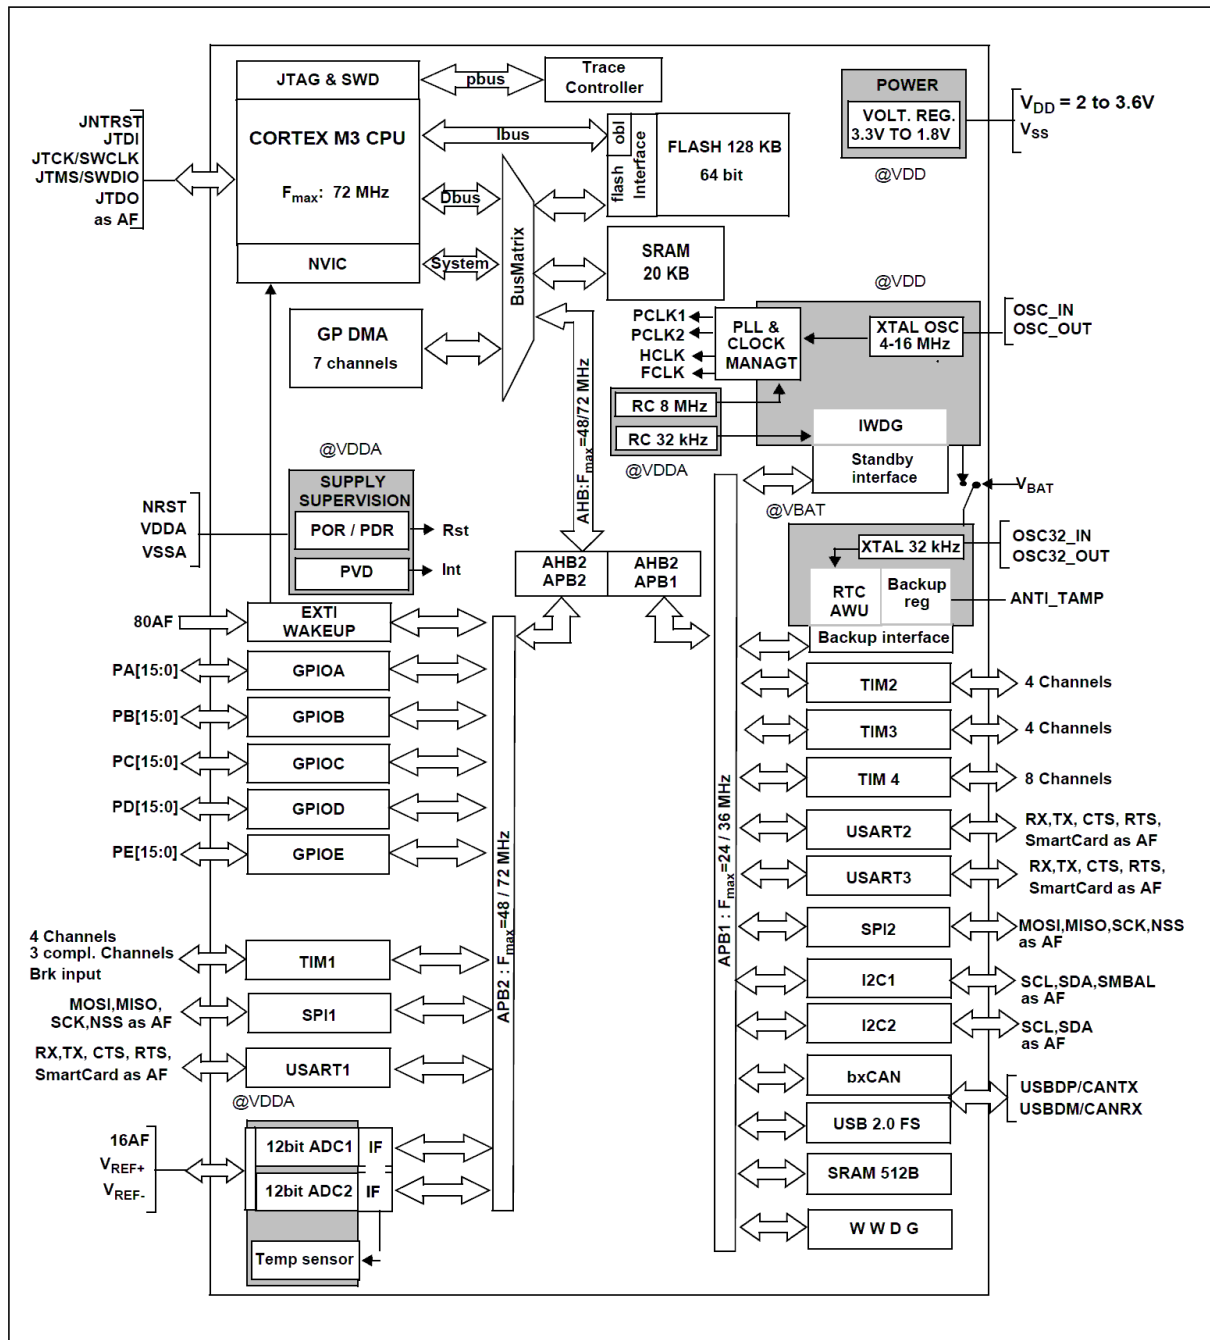 JTAG & SWD
pbus
Trace
Controller
POWER
VOLT. REG.
3.3V TO 1.8V
@VDD
VDD = 2 to 3.6V
VSS
JNTRST
JTDI
JTCK/SWCLK
JTMS/SWDIO
JTDO
as AF
CORTEX M3 CPU
Fmax: 72 MHz
NVIC
Ibus
Dbus
System
BusMatrix
obl
flash
Interface
FLASH 128 KB
64 bit
SRAM
20 KB
GP DMA
7 channels
AHB:Fmax=48/72 MHz
@VDD
PCLK1
PCLK2
HCLK
FCLK
PLL &
CLOCK
MANAGT
XTAL OSC
4-16 MHz
OSC_IN
OSC_OUT
RC 8 MHz
RC 32 kHz
@VDDA
IWDG
Standby
interface
VBAT
@VBAT
@VDDA
SUPPLY
SUPERVISION
POR / PDR
Rst
PVD
Int
NRST
VDDA
VSSA
XTAL 32 kHz
OSC32_IN
OSC32_OUT
RTC
AWU
Backup
reg
ANTI_TAMP
Backup interface
AHB2
APB2
AHB2
APB1
80AF
EXTI
WAKEUP
PA[15:0]
GPIOA
PB[15:0]
GPIOB
PC[15:0]
GPIOC
PD[15:0]
GPIOD
PE[15:0]
GPIOE
4 Channels
3 compl. Channels
Brk input
TIM1
MOSI,MISO,
SCK,NSS as AF
SPI1
RX,TX, CTS, RTS,
SmartCard as AF
USART1
@VDDA
16AF
VREF+
VREF-
12bit ADC1
IF
12bit ADC2
IF
Temp sensor
APB2 : Fmax=48 / 72 MHz
APB1 : Fmax=24 / 36 MHz
TIM2
4 Channels
TIM3
4 Channels
TIM 4
8 Channels
USART2
RX,TX, CTS, RTS,
SmartCard as AF
USART3
RX,TX, CTS, RTS,
SmartCard as AF
SPI2
MOSI,MISO,SCK,NSS
as AF
I2C1
SCL,SDA,SMBAL
as AF
I2C2
SCL,SDA
as AF
bxCAN
USBDP/CANTX
USBDM/CANRX
USB 2.0 FS
SRAM 512B
W W D G